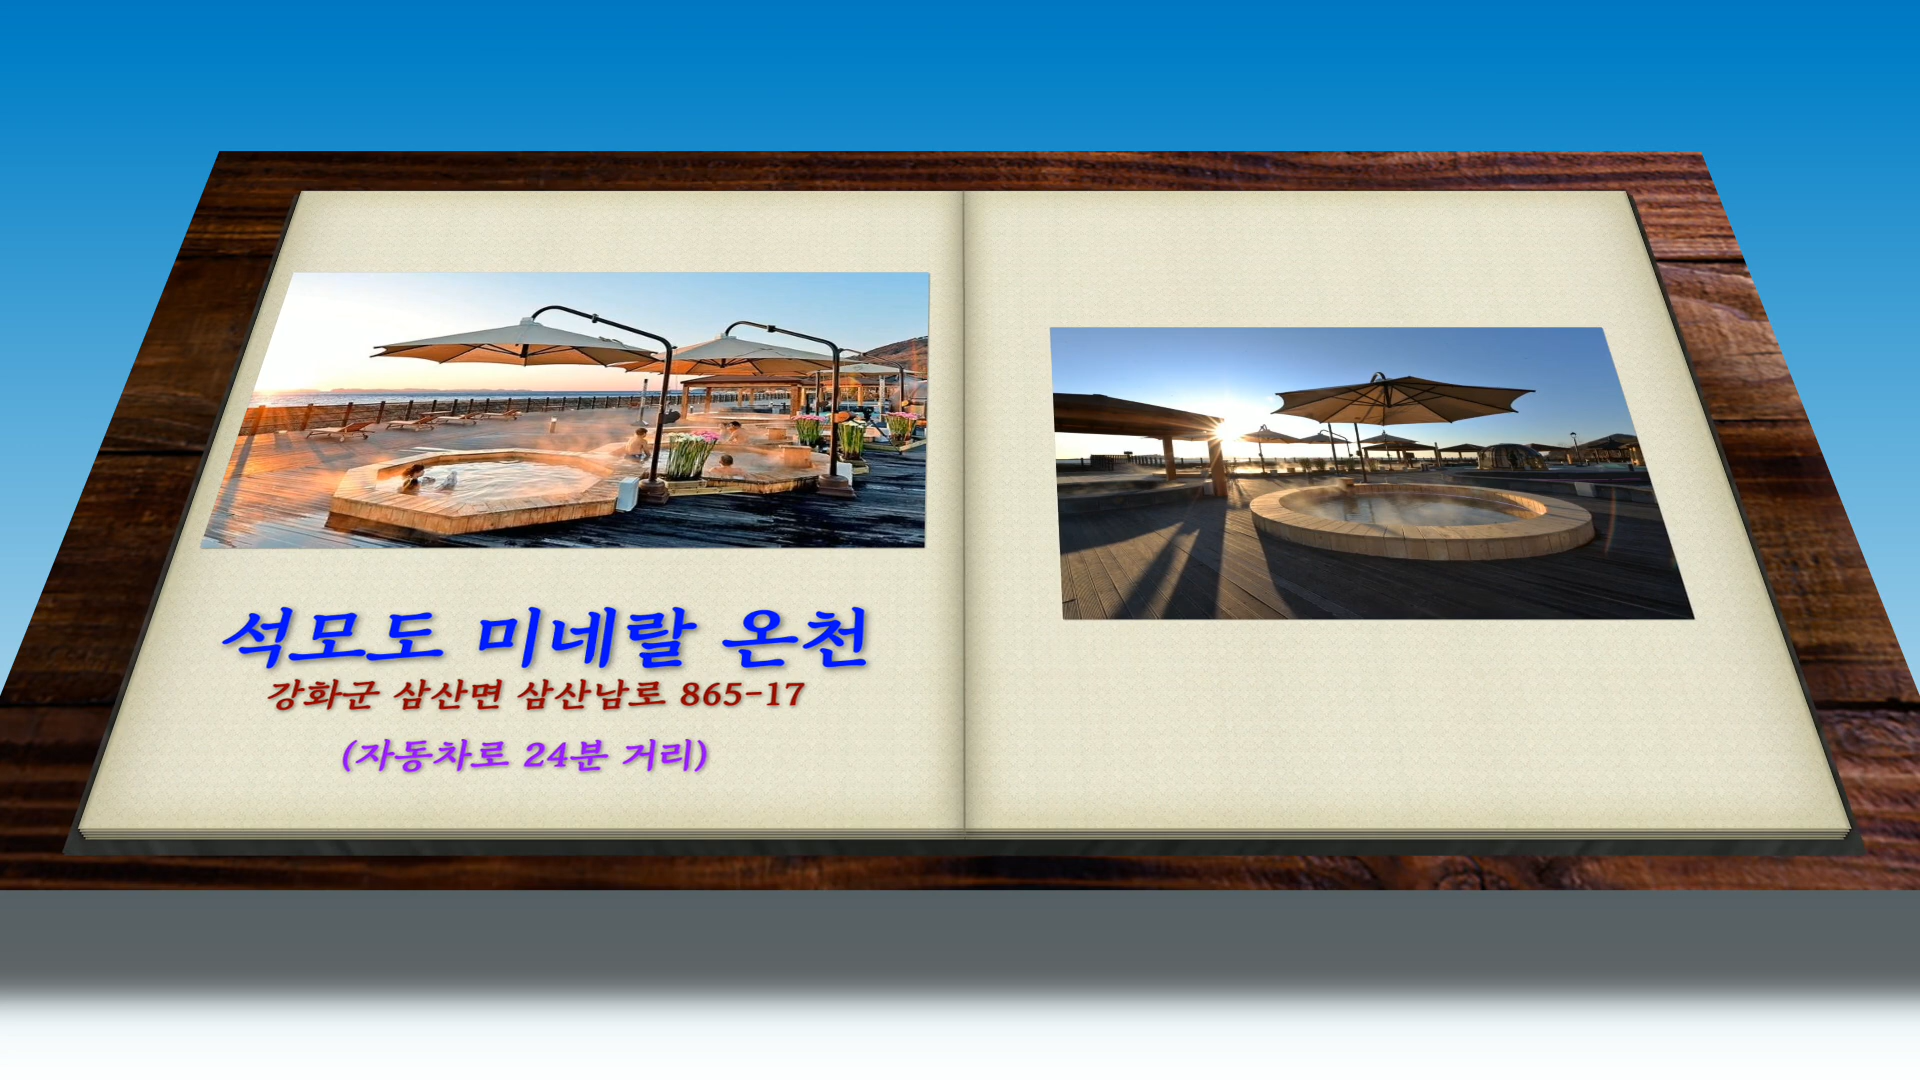 석모도 미네랄 온천
강화군 삼산면 삼산남로 865-17
(자동차로 24분 거리)